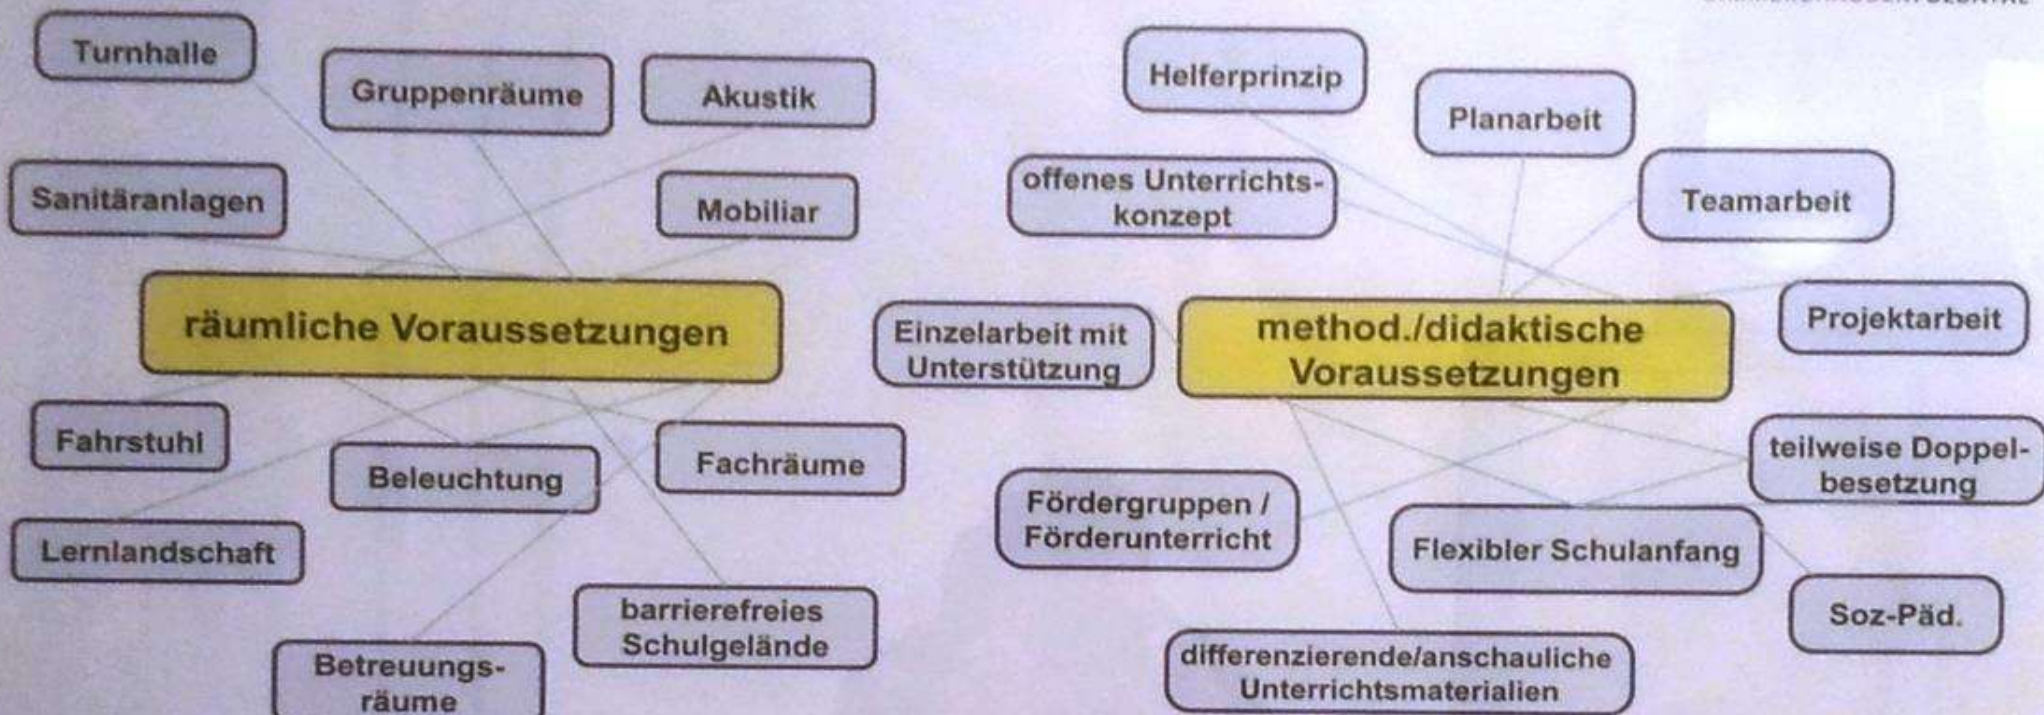 Turnhalle
Gruppenräume
Akustik
Sanitäranlagen
Mobiliar
räumliche Voraussetzungen
Fahrstuhl
Beleuchtung
Fachräume
Lernlandschaft
barrierefreies
Schulgelände
Betreuungs-
räume
Helferprinzip
Planarbeit
offenes Unterrichts-
konzept
Teamarbeit
Einzelarbeit mit
Unterstützung
method./didaktische
Voraussetzungen
Projektarbeit
teilweise Doppel-
besetzung
Fördergruppen /
Förderunterricht
Flexibler Schulanfang
Soz-Päd.
differenzierende/anschauliche
Unterrichtsmaterialien